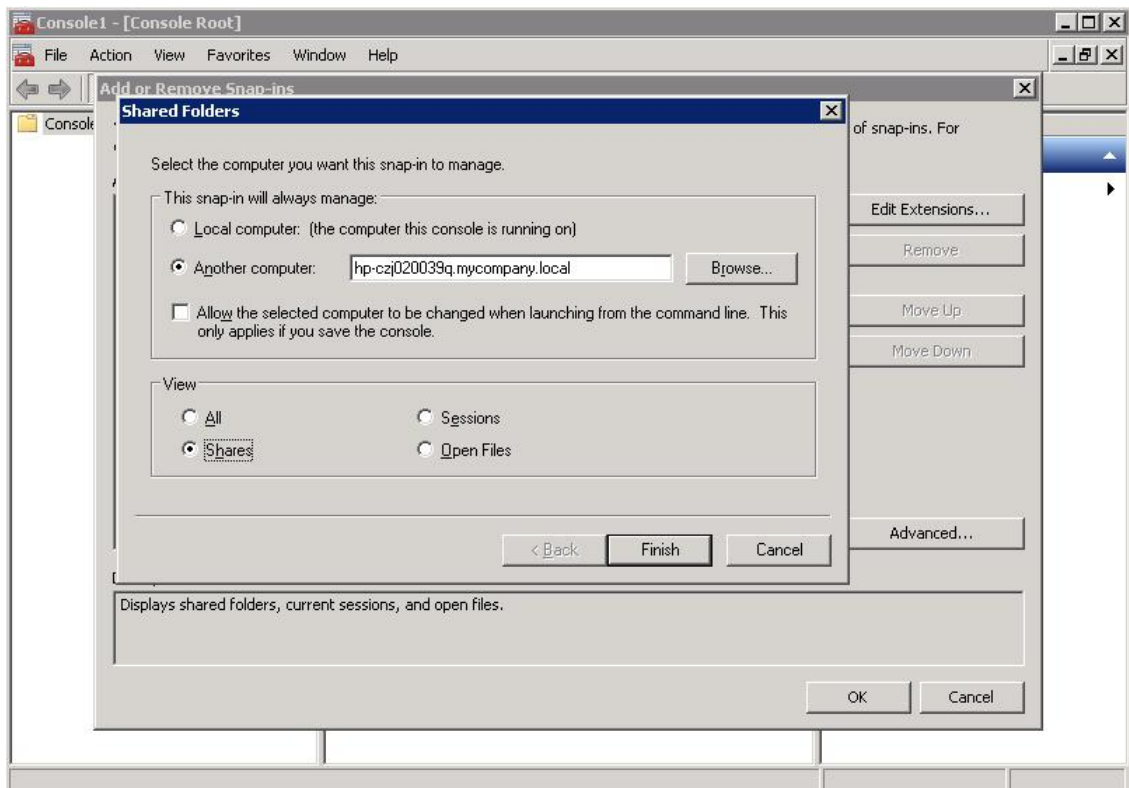 Console1 - [Console Root]
File Action View Favorites Window Help
Add or Remove Snap-ins
Shared Folders
Console
of snap-ins. For
Select the computer you want this snap-in to manage.
This snap-in will always manage:
Local computer: (the computer this console is running on)
Another computer: hp-czj020039q.mycompany.local Browse...
Allow the selected computer to be changed when launching from the command line. This
only applies if you save the console.
View
All Sessions
Shares Open Files
< Back Finish Cancel
Edit Extensions...
Remove
Move Up
Move Down
Advanced...
Displays shared folders, current sessions, and open files.
OK Cancel